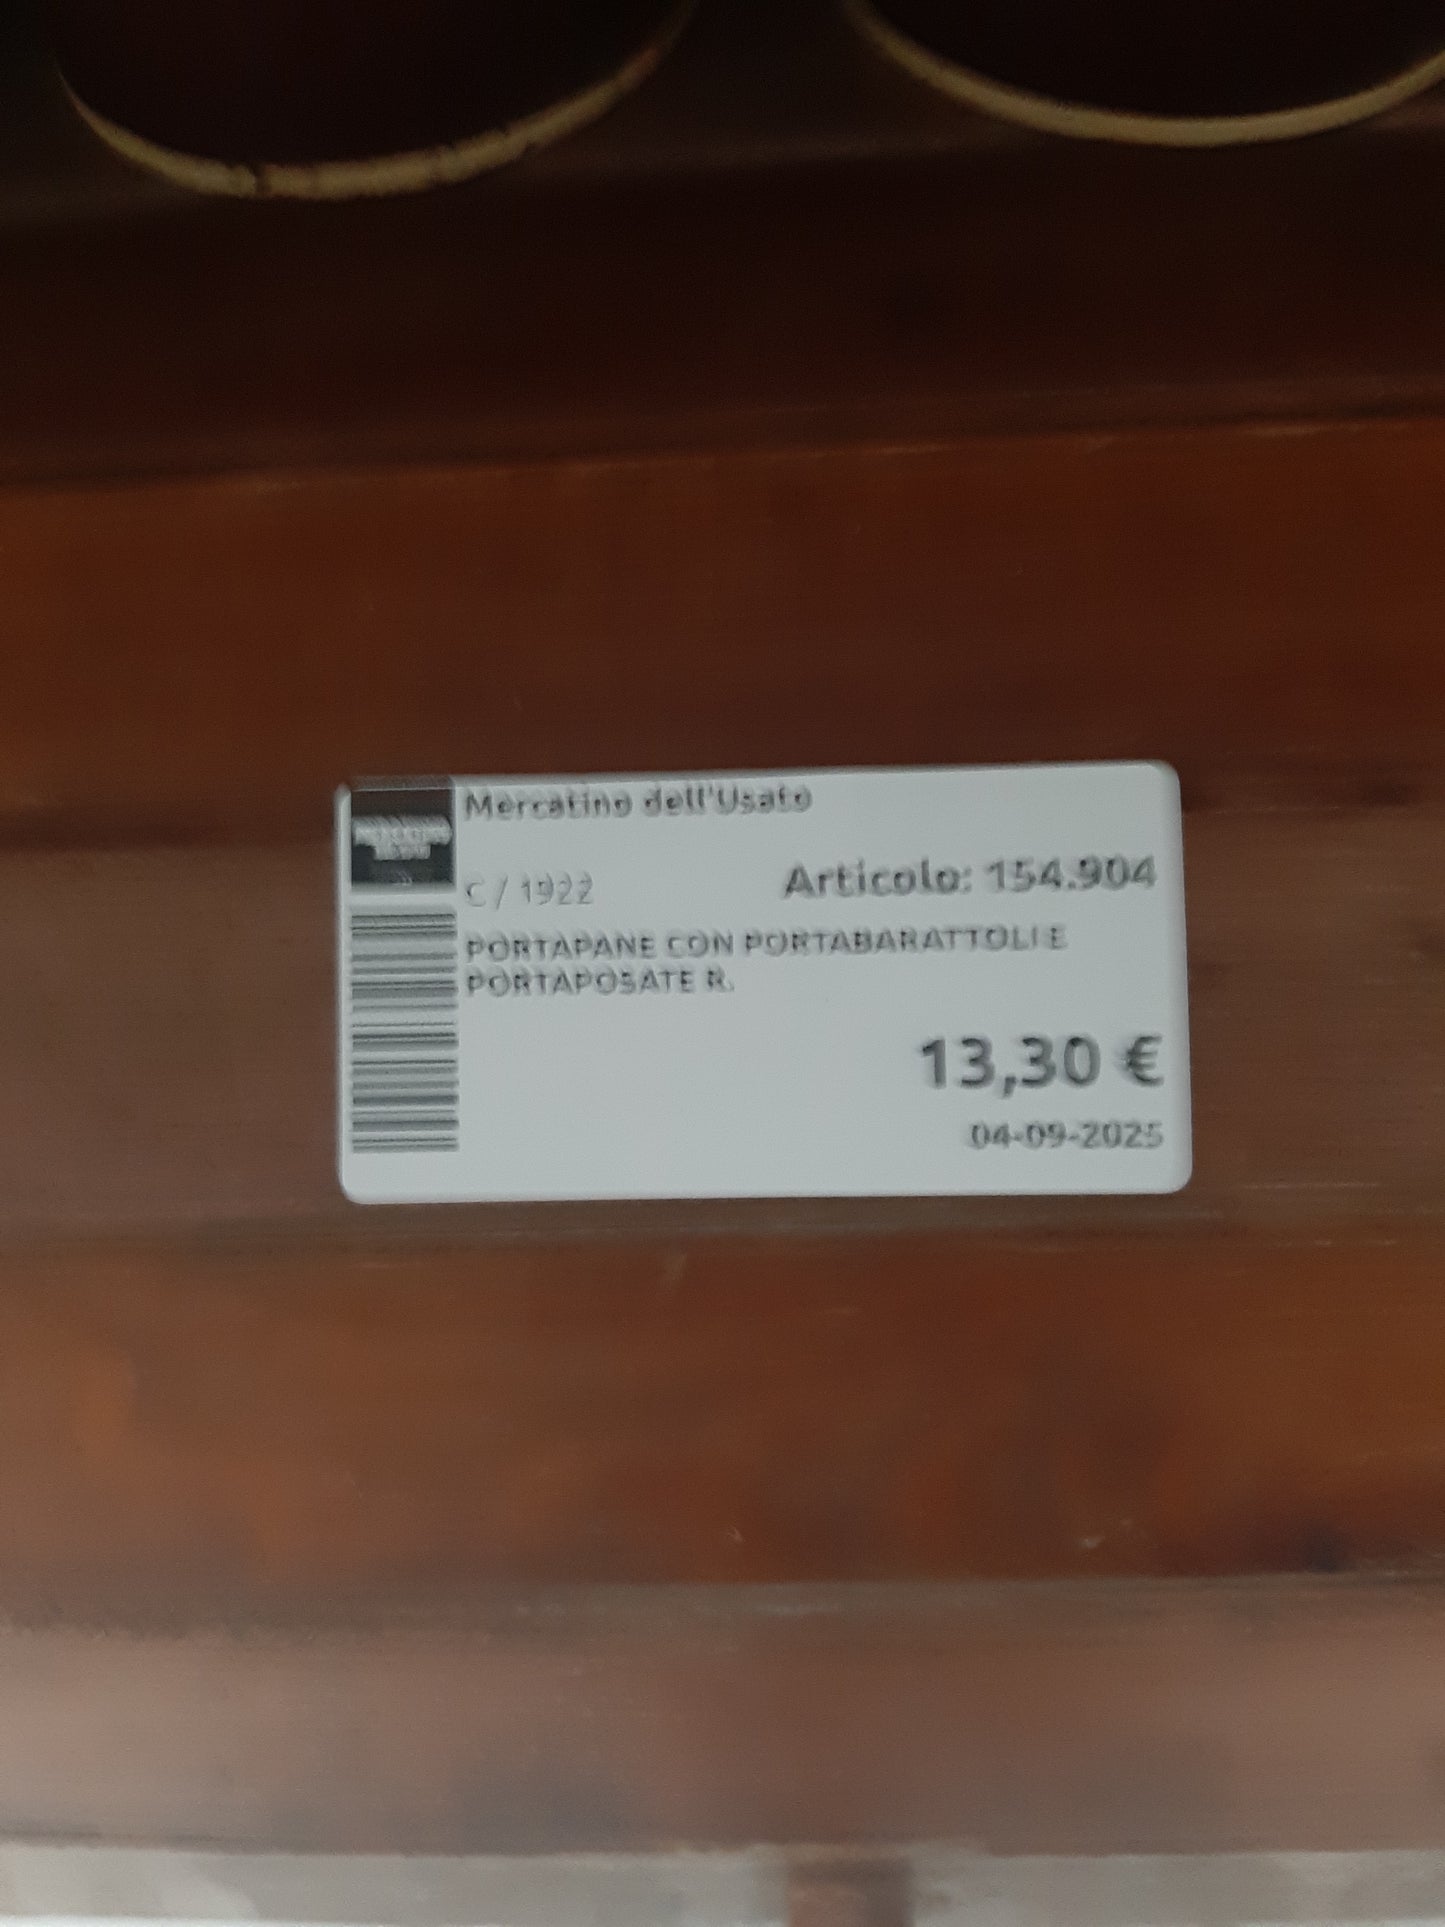 Mercatino dell'Usato
C / 1922 Articolo: 154.904
PORTAPANE CON PORTABARATTOLI E
PORTAPOSATE R.
13,30 €
04-09-2025